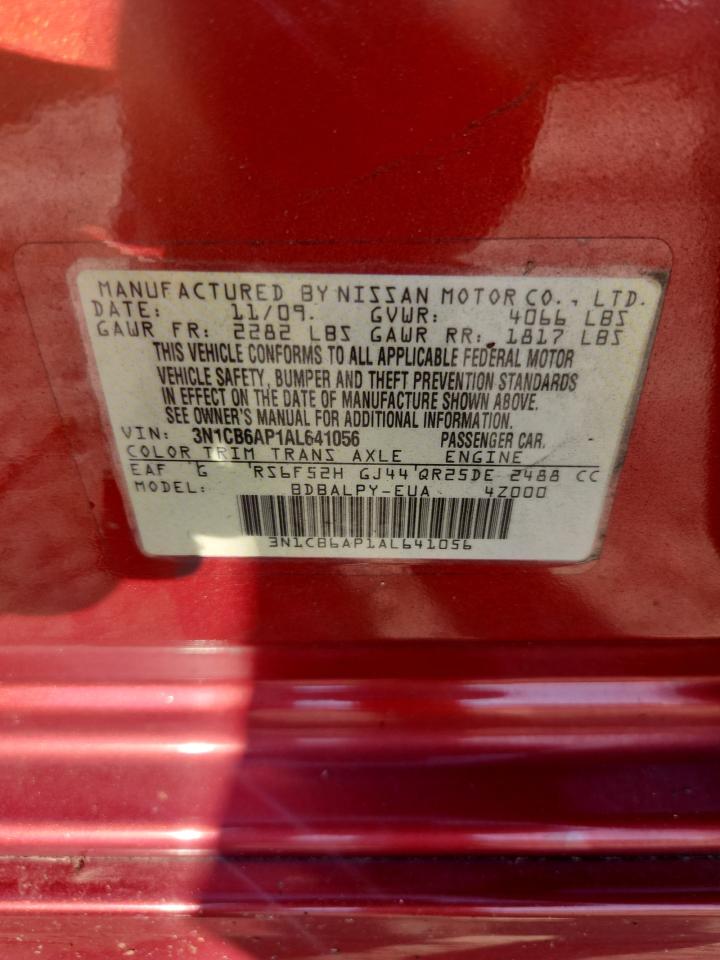 MANUFACTURED BY NISSAN MOTOR CO., LTD.
DATE: 11/09. GVWR: 4066 LBS
GAWR FR: 2282 LBS GAWR RR: 1817 LBS
THIS VEHICLE CONFORMS TO ALL APPLICABLE FEDERAL MOTOR
VEHICLE SAFETY, BUMPER AND THEFT PREVENTION STANDARDS
IN EFFECT ON THE DATE OF MANUFACTURE SHOWN ABOVE.
SEE OWNER'S MANUAL FOR ADDITIONAL INFORMATION.
VIN: 3N1CB6AP1AL641056 PASSENGER CAR.
COLOR TRIM TRANS AXLE ENGINE
EAF G RS6F52H GJ44 QR25DE 2488 CC
MODEL: BDBALPY-EUA 4Z000
3N1CB6AP1AL641056